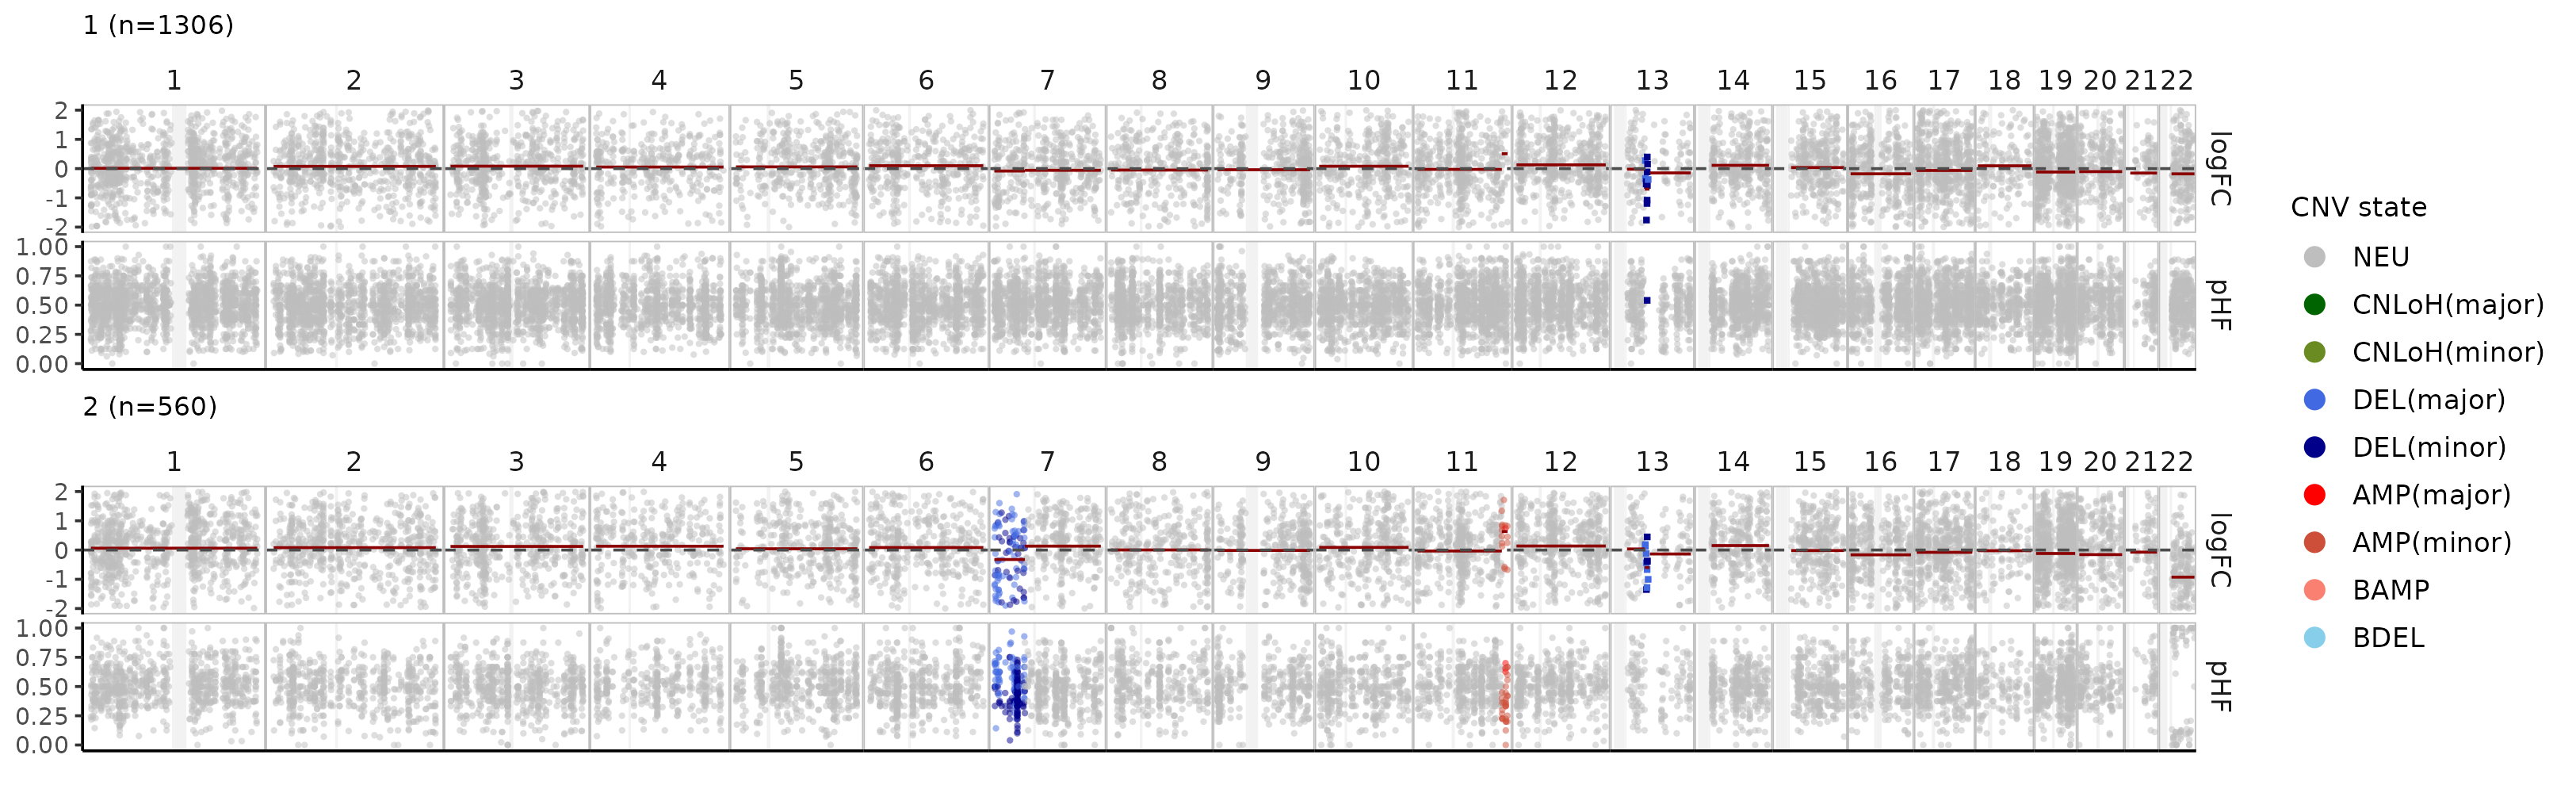 1 (n=1306)
1 2 3 4 5 6 7 8 9 10 11 12 13 14 15 16 17 18 19 20 21 22
2
1
0
-1
-2
logFC
1.00
0.75
0.50
0.25
0.00
pHF
2 (n=560)
1 2 3 4 5 6 7 8 9 10 11 12 13 14 15 16 17 18 19 20 21 22
2
1
0
-1
-2
logFC
1.00
0.75
0.50
0.25
0.00
pHF
CNV state
NEU
CNLoH(major)
CNLoH(minor)
DEL(major)
DEL(minor)
AMP(major)
AMP(minor)
BAMP
BDEL